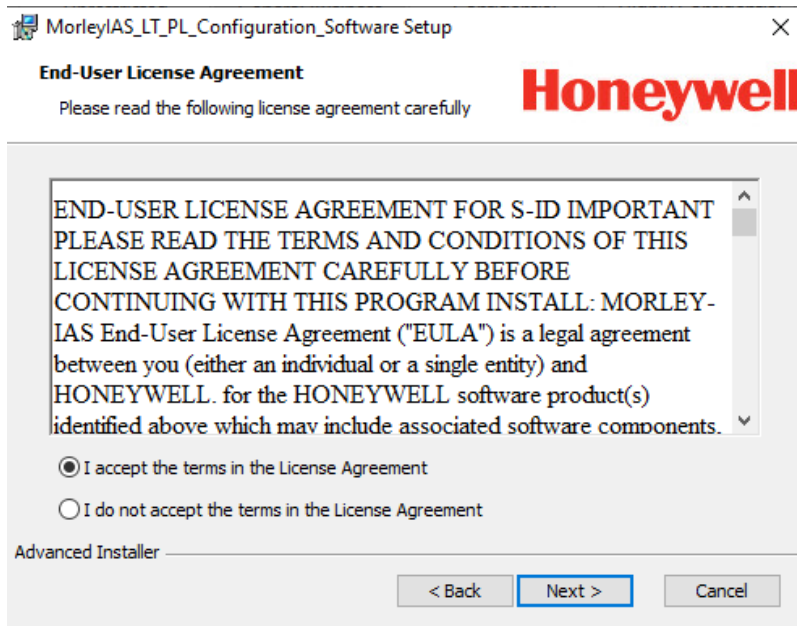 MorleyIAS_LT_PL_Configuration_Software Setup
End-User License Agreement
Please read the following license agreement carefully
Honeywell
END-USER LICENSE AGREEMENT FOR S-ID IMPORTANT
PLEASE READ THE TERMS AND CONDITIONS OF THIS
LICENSE AGREEMENT CAREFULLY BEFORE
CONTINUING WITH THIS PROGRAM INSTALL: MORLEY-
IAS End-User License Agreement ("EULA") is a legal agreement
between you (either an individual or a single entity) and
HONEYWELL. for the HONEYWELL software product(s)
identified above which may include associated software components,
I accept the terms in the License Agreement
I do not accept the terms in the License Agreement
Advanced Installer
< Back
Next >
Cancel